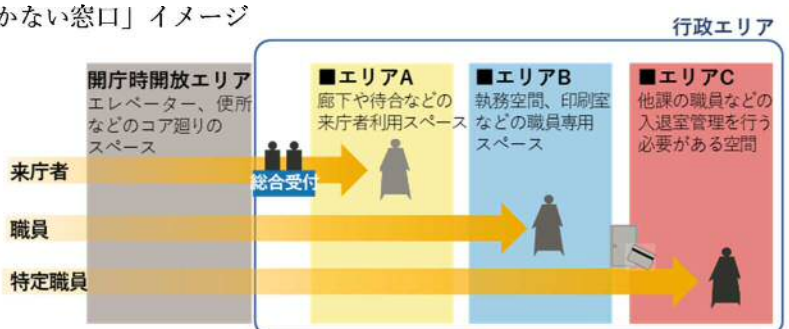 かない窓口」イメージ
行政エリア
開庁時開放エリア
エレベーター、便所
などのコア廻りの
スペース
■エリアA
廊下や待合などの
来庁者利用スペース
■エリアB
執務空間、印刷室
などの職員専用
スペース
■エリアC
他課の職員などの
入退室管理を行う
必要がある空間
来庁者
総合受付
職員
特定職員